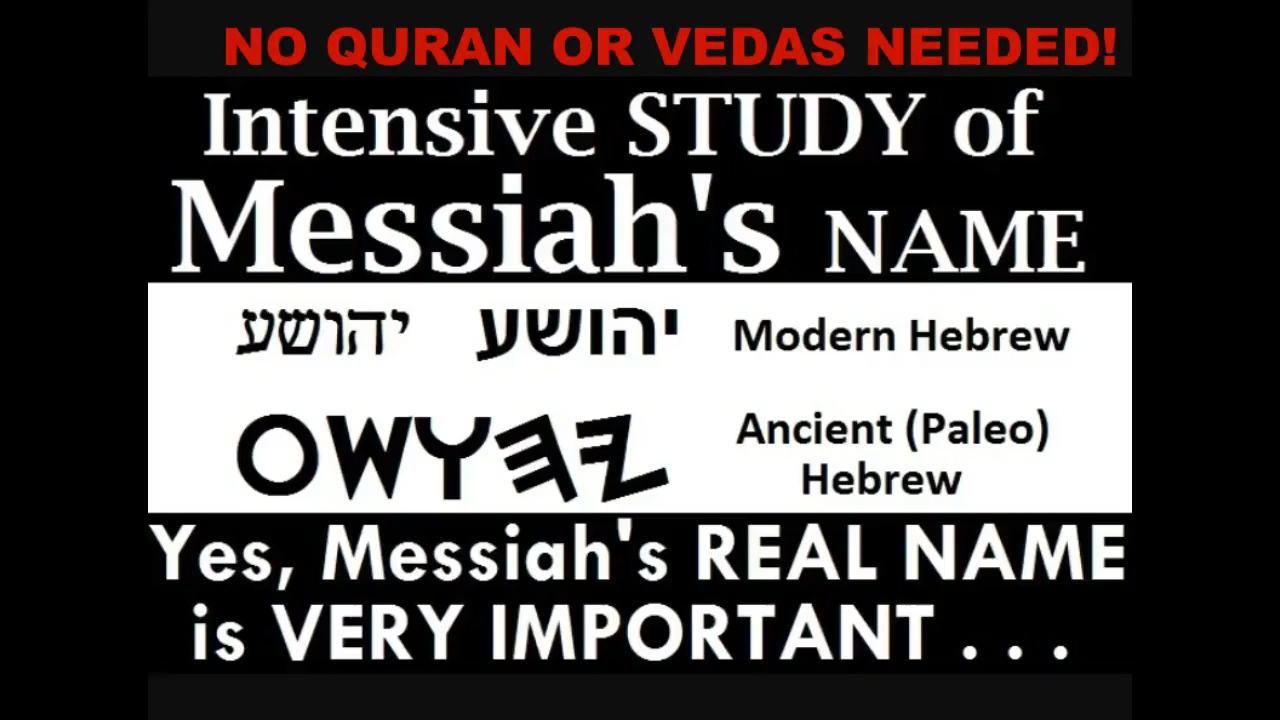 NO QURAN OR VEDAS NEEDED!
Intensive STUDY of
Messiah's NAME
יהושע יהושע Modern Hebrew
𐤉𐤄𐤅𐤔𐤏 Ancient (Paleo)
Hebrew
Yes, Messiah's REAL NAME
is VERY IMPORTANT . . .